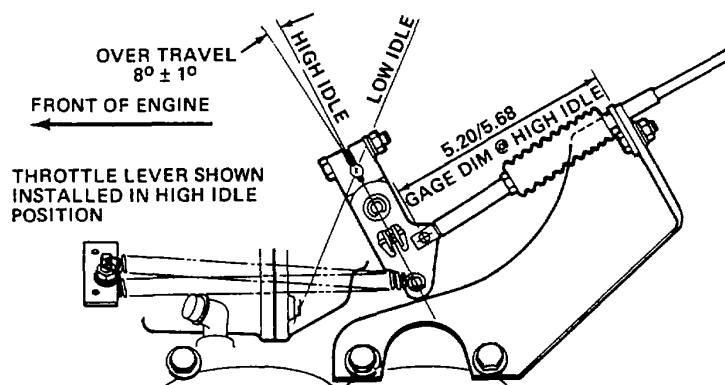 OVER TRAVEL
8° ± 1°
HIGH IDLE
LOW IDLE
FRONT OF ENGINE
5.20/5.68
GAGE DIM @ HIGH IDLE
THROTTLE LEVER SHOWN
INSTALLED IN HIGH IDLE
POSITION